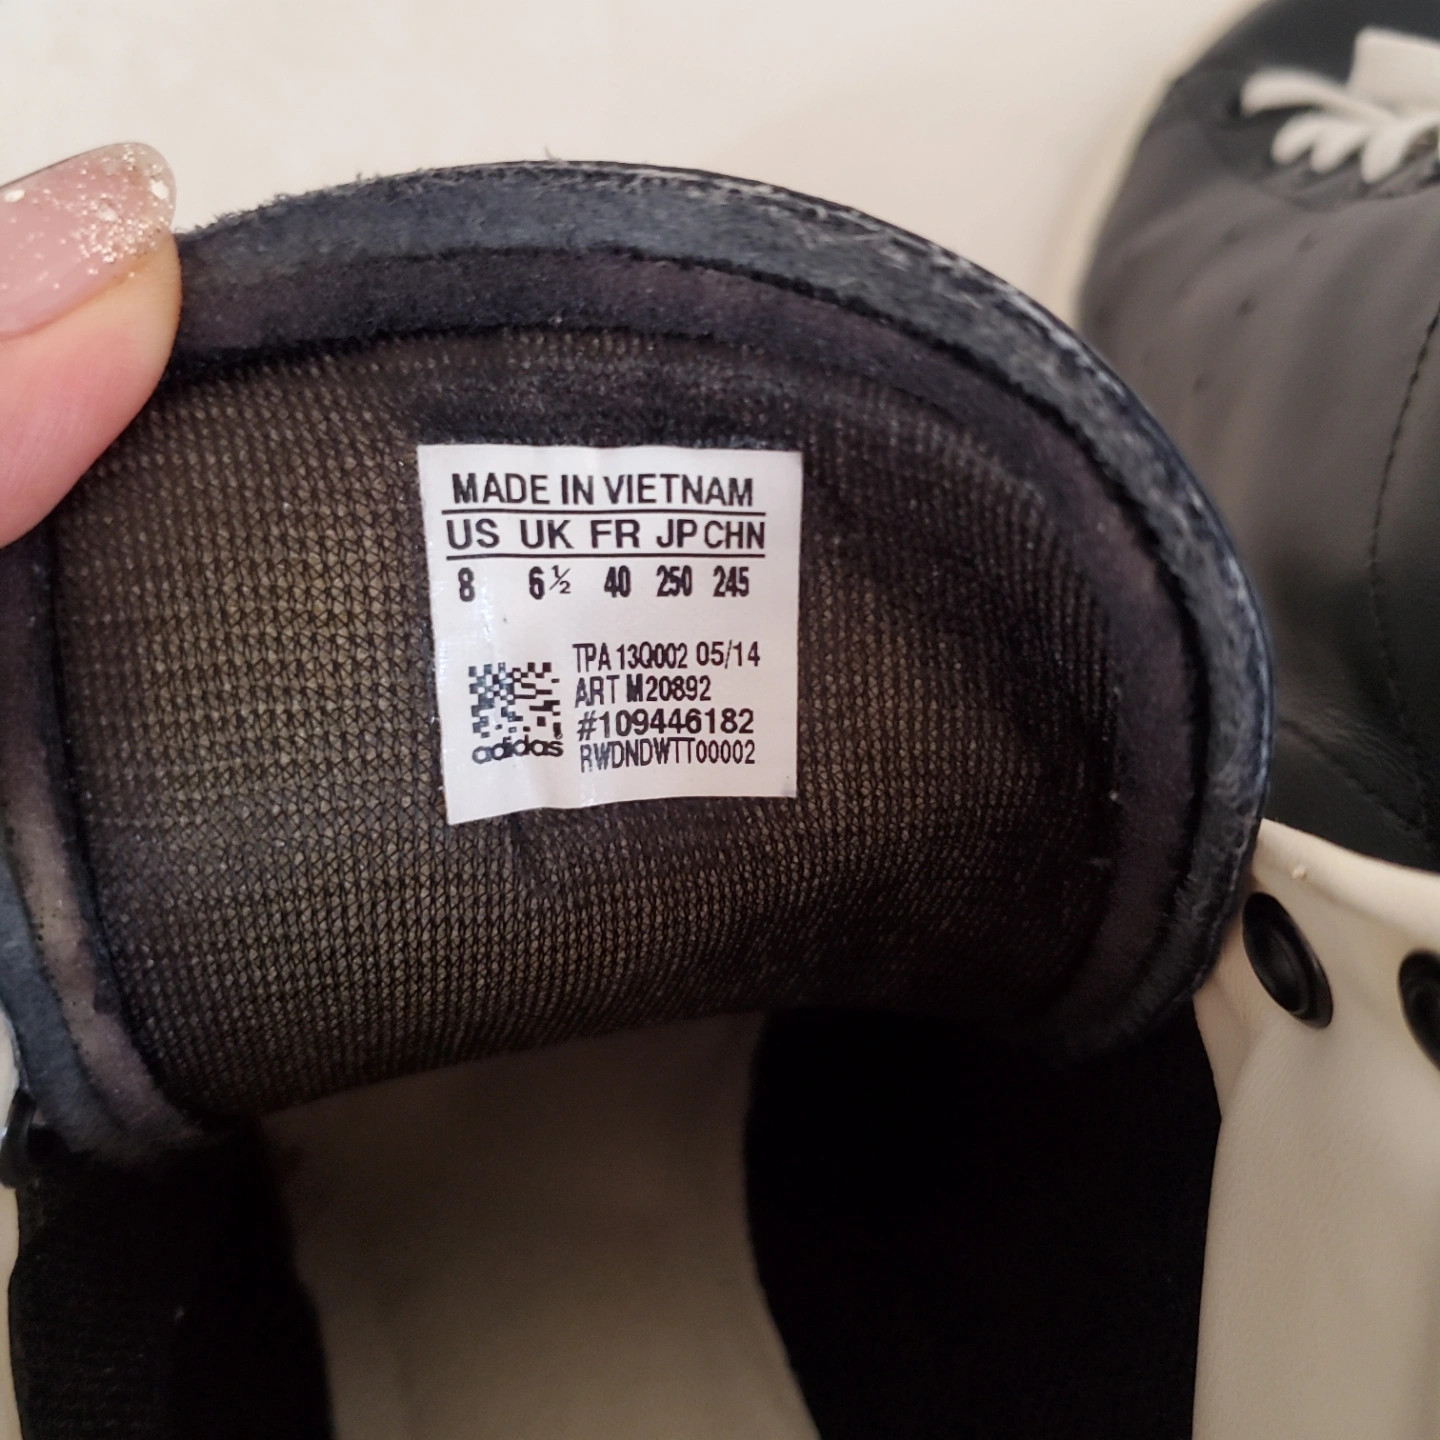 MADE IN VIETNAM
US UK FR JP CHN
8 6½ 40 250 245
TPA 13Q002 05/14
ART M20892
#109446182
adidas RWDNDWTT00002